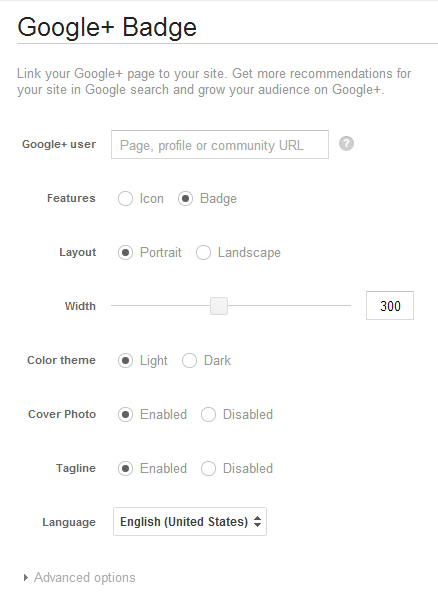 Google+ Badge
Link your Google+ page to your site. Get more recommendations for
your site in Google search and grow your audience on Google+.
Google+ user Page, profile or community URL ?
Features Icon Badge
Layout Portrait Landscape
Width 300
Color theme Light Dark
Cover Photo Enabled Disabled
Tagline Enabled Disabled
Language English (United States)
Advanced options